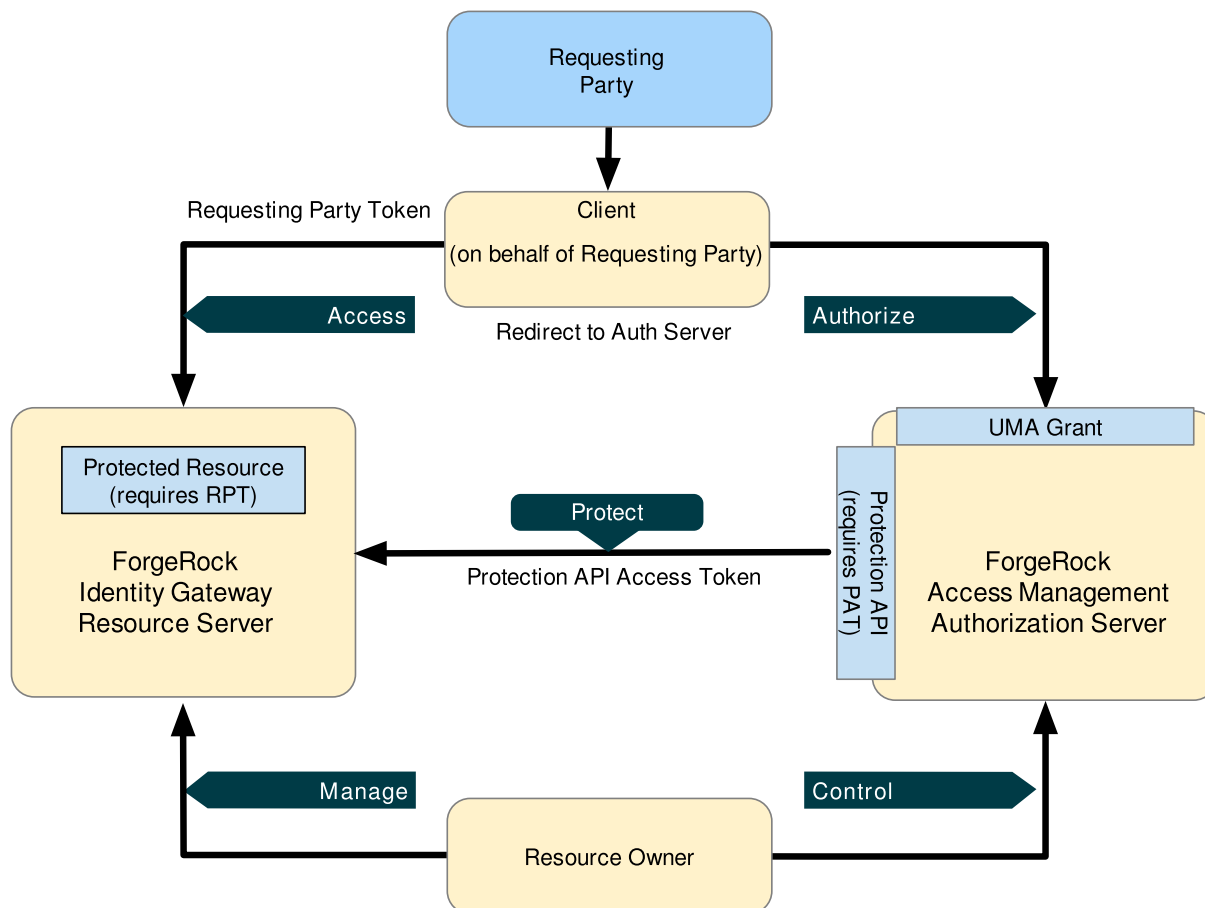 Requesting
Party
Requesting Party Token
Client
(on behalf of Requesting Party)
Access
Authorize
Redirect to Auth Server
UMA Grant
Protected Resource
(requires RPT)
Protect
Protection API
(requires PAT)
ForgeRock
Identity Gateway
Resource Server
Protection API Access Token
ForgeRock
Access Management
Authorization Server
Manage
Control
Resource Owner